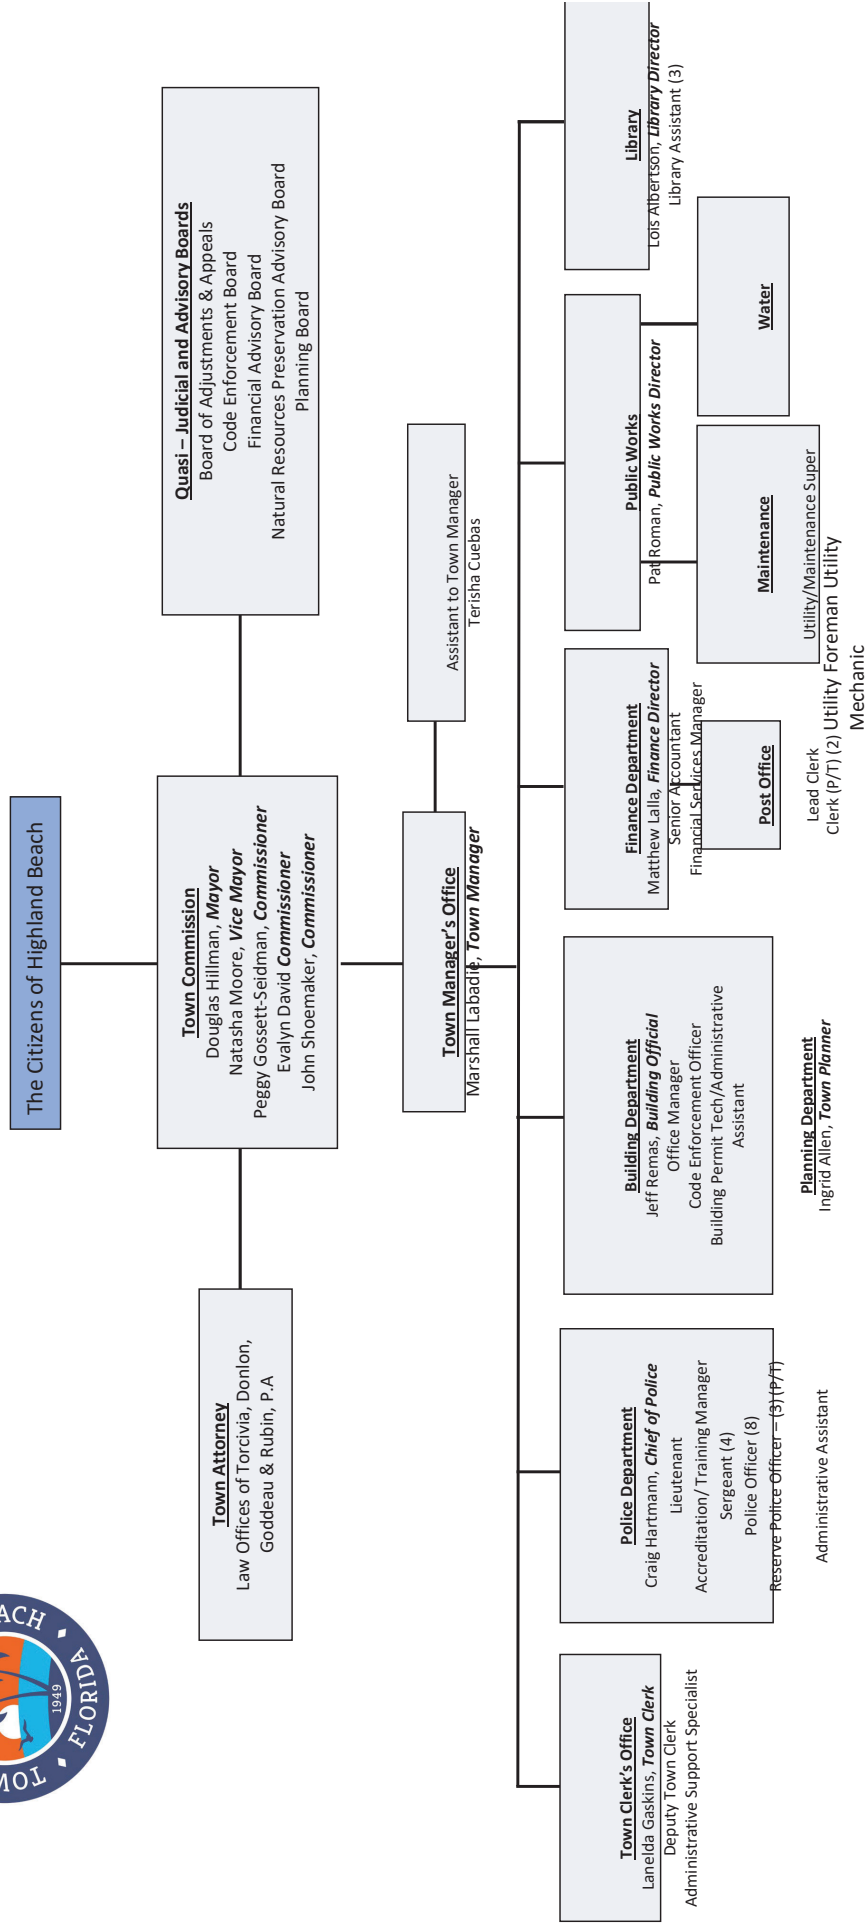 TOW
ACH
FLORIDA
1949
The Citizens of Highland Beach
Town Attorney
Law Offices of Torcivia, Donlon,
Goddeau & Rubin, P.A
Town Commission
Douglas Hillman, Mayor
Natasha Moore, Vice Mayor
Peggy Gossett-Seidman, Commissioner
Evalyn David Commissioner
John Shoemaker, Commissioner
Quasi – Judicial and Advisory Boards
Board of Adjustments & Appeals
Code Enforcement Board
Financial Advisory Board
Natural Resources Preservation Advisory Board
Planning Board
Town Manager's Office
Marshall Labadie, Town Manager
Assistant to Town Manager
Terisha Cuebas
Town Clerk's Office
Lanelda Gaskins, Town Clerk
Deputy Town Clerk
Administrative Support Specialist
Police Department
Craig Hartmann, Chief of Police
Lieutenant
Accreditation/Training Manager
Sergeant (4)
Police Officer (8)
Reserve Police Officer – (3) (P/T)
Administrative Assistant
Building Department
Jeff Remas, Building Official
Office Manager
Code Enforcement Officer
Building Permit Tech/Administrative
Assistant
Planning Department
Ingrid Allen, Town Planner
Finance Department
Matthew Lalla, Finance Director
Senior Accountant
Financial Services Manager
Post Office
Lead Clerk
Clerk (P/T) (2)
Public Works
Pat Roman, Public Works Director
Maintenance
Utility/Maintenance Super
Utility Foreman Utility
Mechanic
Water
Library
Lois Albertson, Library Director
Library Assistant (3)